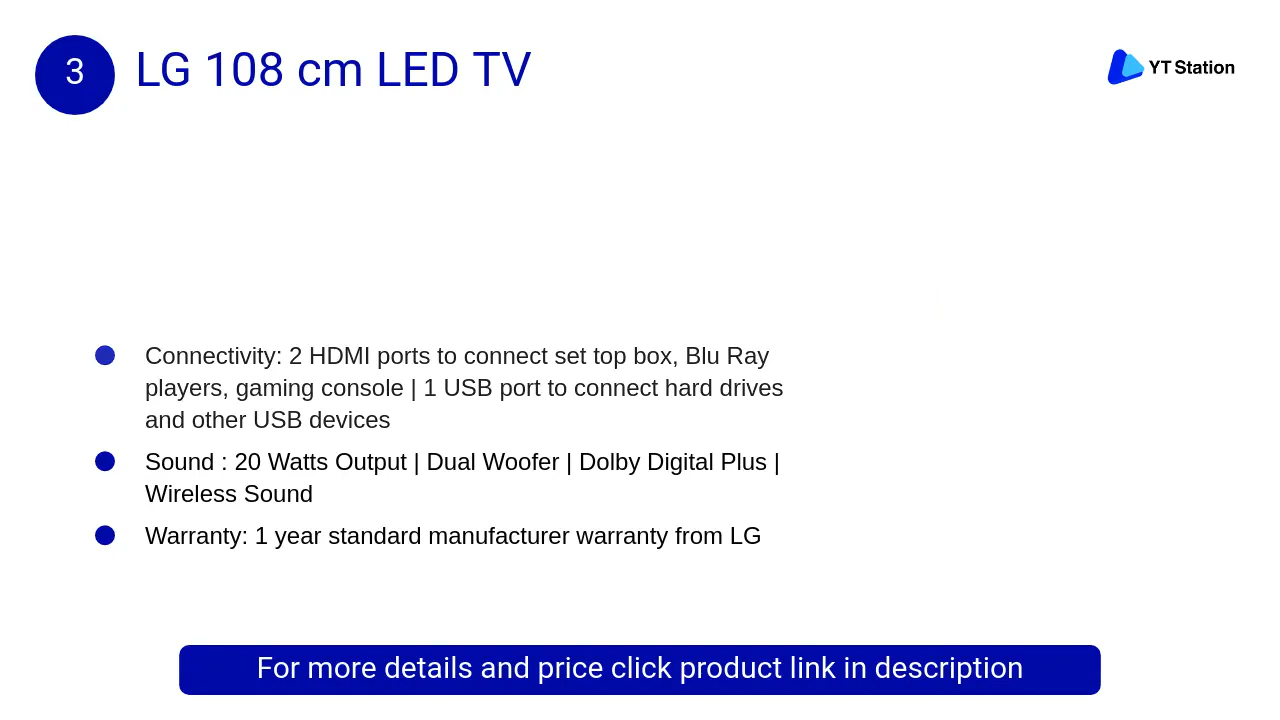 3
LG 108 cm LED TV
YT Station
Connectivity: 2 HDMI ports to connect set top box, Blu Ray
players, gaming console | 1 USB port to connect hard drives
and other USB devices
Sound : 20 Watts Output | Dual Woofer | Dolby Digital Plus |
Wireless Sound
Warranty: 1 year standard manufacturer warranty from LG
For more details and price click product link in description